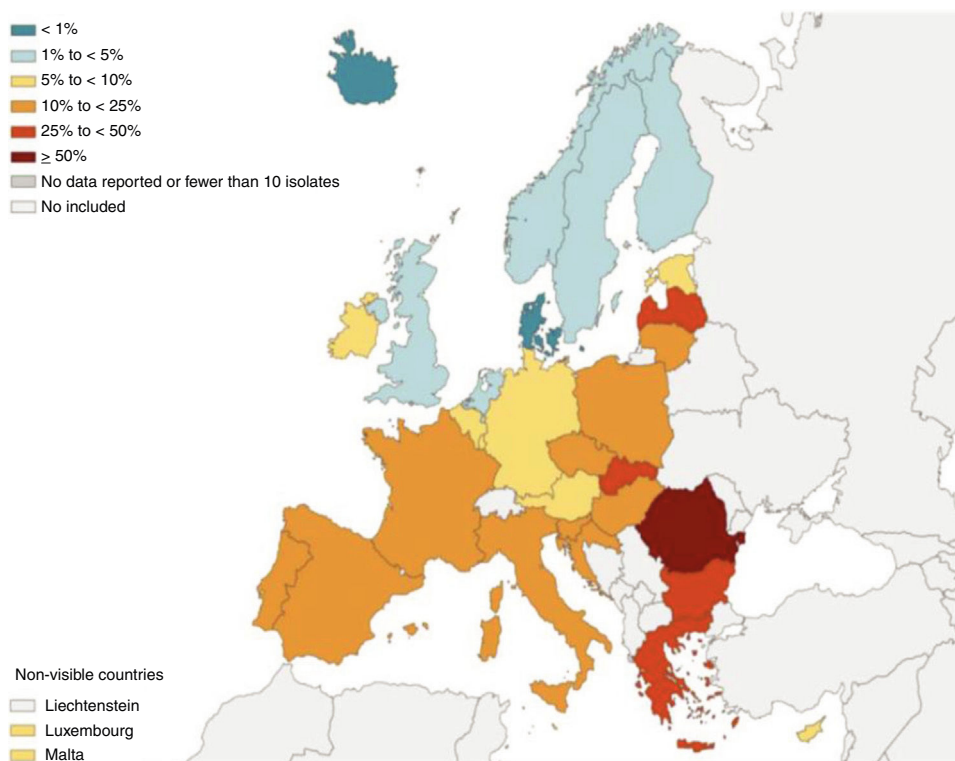 < 1%
1% to < 5%
5% to < 10%
10% to < 25%
25% to < 50%
≥ 50%
No data reported or fewer than 10 isolates
No included
Non-visible countries
Liechtenstein
Luxembourg
Malta